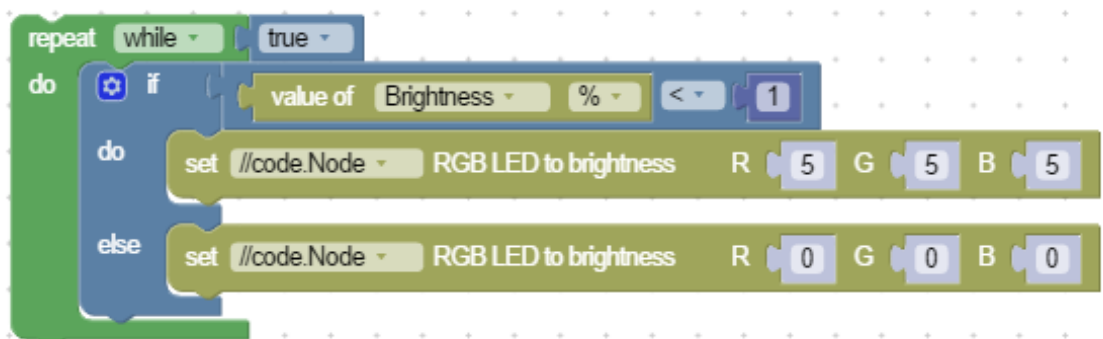 repeat while true
do if value of Brightness % < 1
do set //code.Node RGB LED to brightness R 5 G 5 B 5
else set //code.Node RGB LED to brightness R 0 G 0 B 0